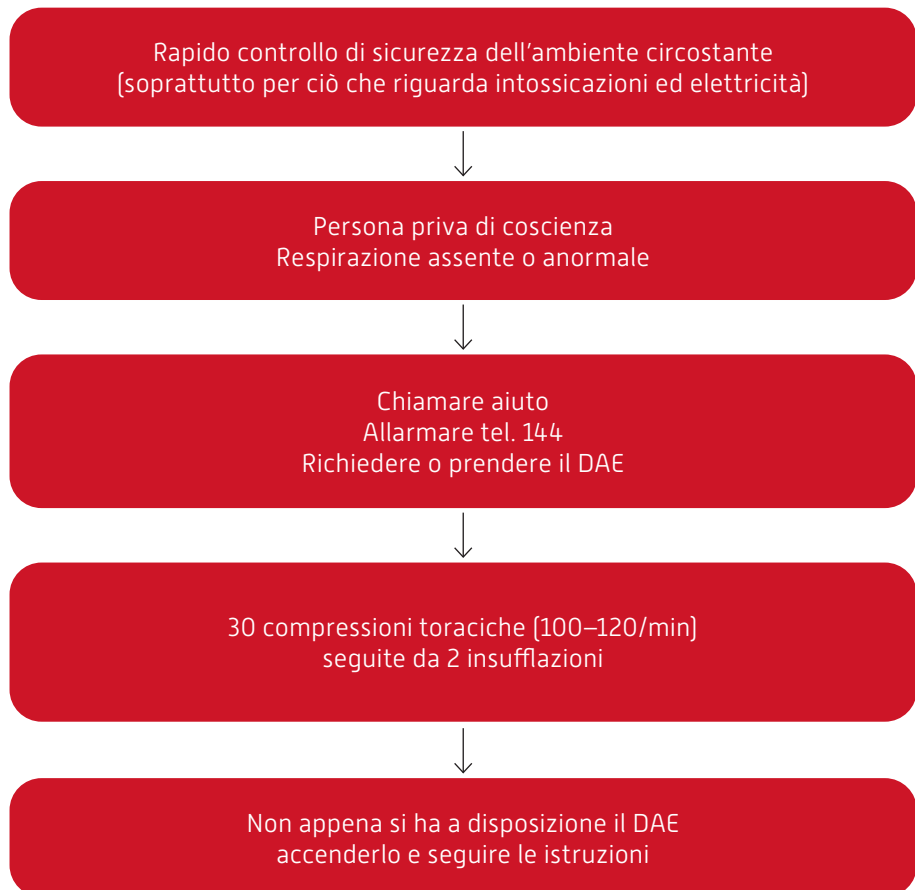 Rapido controllo di sicurezza dell’ambiente circostante
(soprattutto per ciò che riguarda intossicazioni ed elettricità)
Persona priva di coscienza
Respirazione assente o anormale
Chiamare aiuto
Allarmare tel. 144
Richiedere o prendere il DAE
30 compressioni toraciche (100–120/min)
seguite da 2 insufflazioni
Non appena si ha a disposizione il DAE
accenderlo e seguire le istruzioni